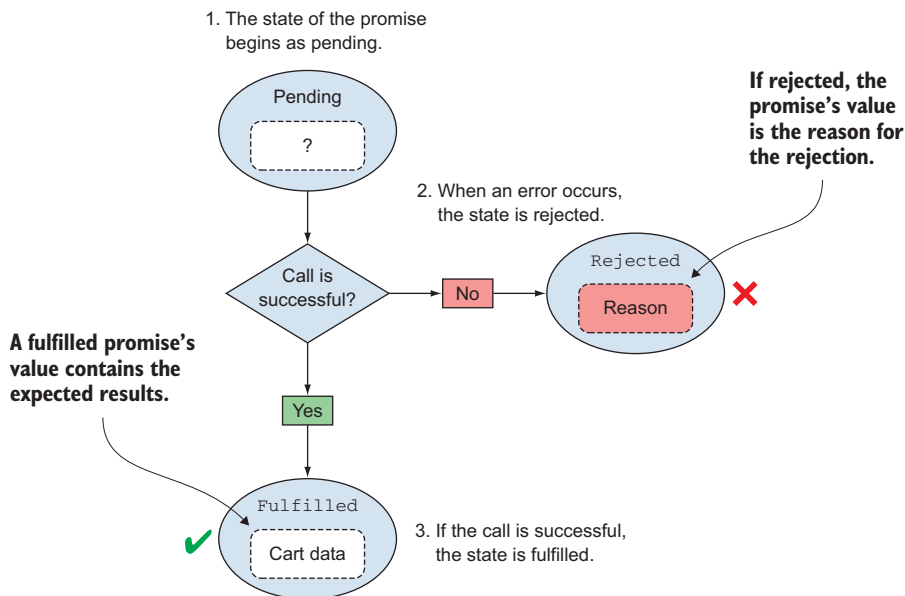 1. The state of the promise
begins as pending.
Pending
?
If rejected, the
promise’s value
is the reason for
the rejection.
2. When an error occurs,
the state is rejected.
Call is
successful?
No
Rejected
Reason
A fulfilled promise’s
value contains the
expected results.
Yes
Fulfilled
Cart data
3. If the call is successful,
the state is fulfilled.